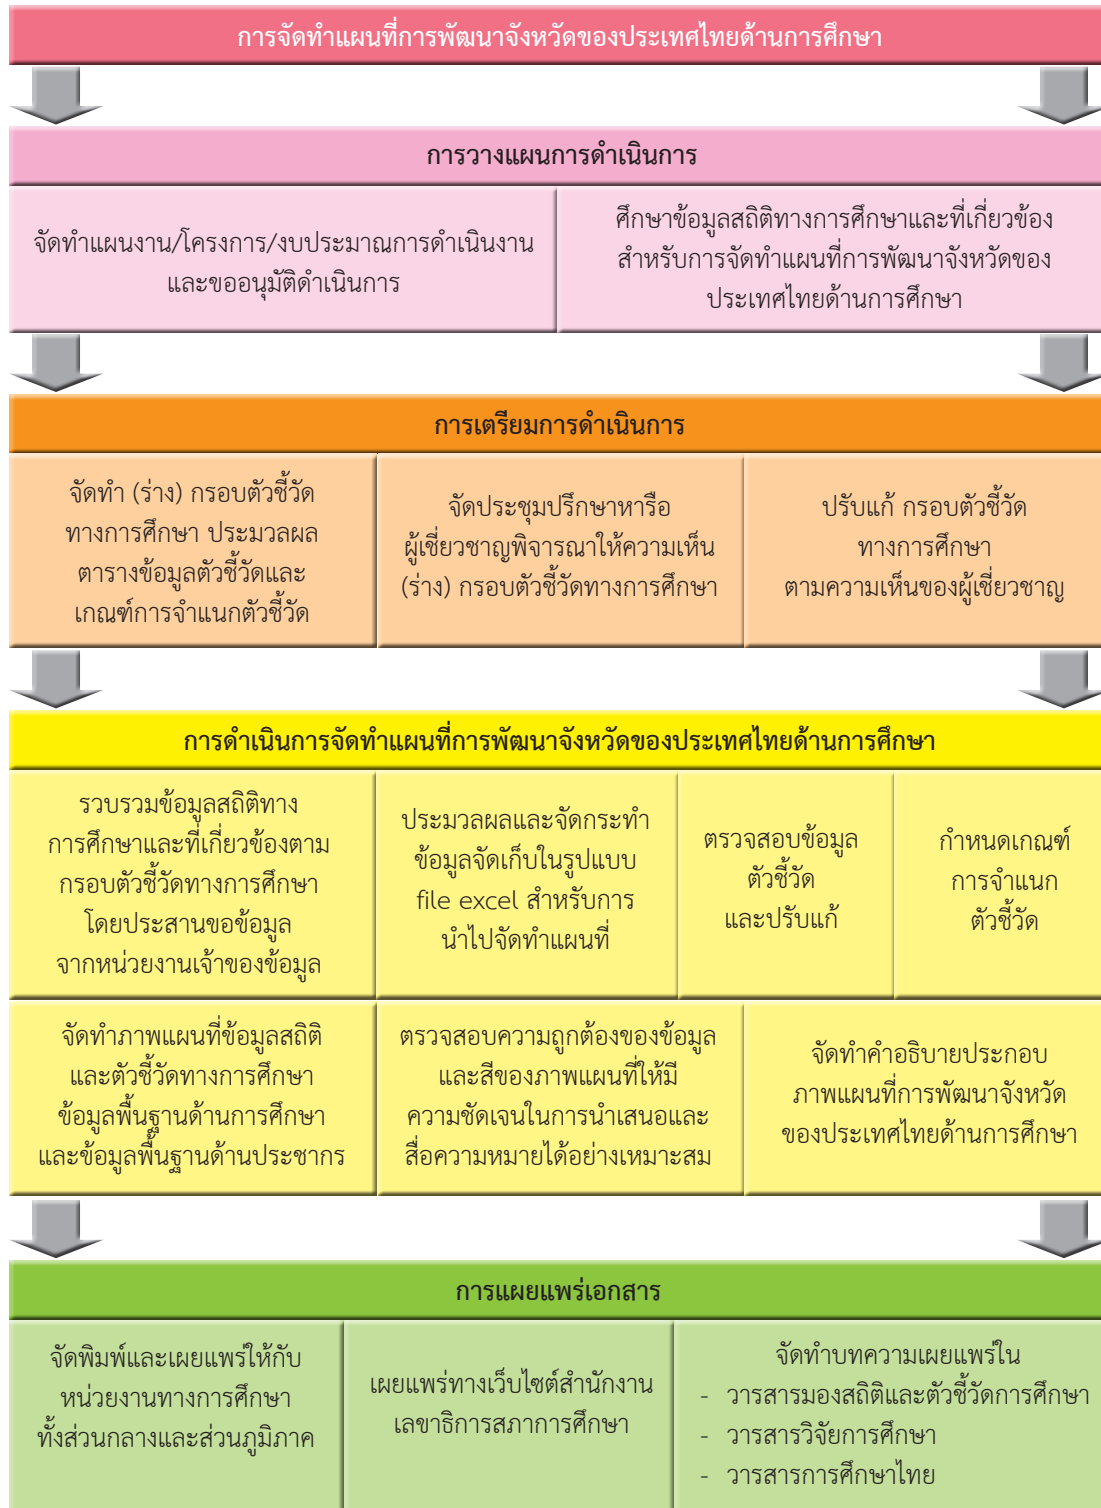 การจัดทำแผนที่การพัฒนาจังหวัดของประเทศไทยด้านการศึกษา
การวางแผนการดำเนินการ
จัดทำแผนงาน/โครงการ/งบประมาณการดำเนินงาน
และขออนุมัติดำเนินการ
ศึกษาข้อมูลสถิติทางการศึกษาและที่เกี่ยวข้อง
สำหรับการจัดทำแผนที่การพัฒนาจังหวัดของ
ประเทศไทยด้านการศึกษา
การเตรียมการดำเนินการ
จัดทำ (ร่าง) กรอบตัวชี้วัด
ทางการศึกษา ประมวลผล
ตารางข้อมูลตัวชี้วัดและ
เกณฑ์การจำแนกตัวชี้วัด
จัดประชุมปรึกษาหารือ
ผู้เชี่ยวชาญพิจารณาให้ความเห็น
(ร่าง) กรอบตัวชี้วัดทางการศึกษา
ปรับแก้ กรอบตัวชี้วัด
ทางการศึกษา
ตามความเห็นของผู้เชี่ยวชาญ
การดำเนินการจัดทำแผนที่การพัฒนาจังหวัดของประเทศไทยด้านการศึกษา
รวบรวมข้อมูลสถิติทาง
การศึกษาและที่เกี่ยวข้องตาม
กรอบตัวชี้วัดทางการศึกษา
โดยประสานขอข้อมูล
จากหน่วยงานเจ้าของข้อมูล
ประมวลผลและจัดกระทำ
ข้อมูลจัดเก็บในรูปแบบ
file excel สำหรับการ
นำไปจัดทำแผนที่
ตรวจสอบข้อมูล
ตัวชี้วัด
และปรับแก้
กำหนดเกณฑ์
การจำแนก
ตัวชี้วัด
จัดทำภาพแผนที่ข้อมูลสถิติ
และตัวชี้วัดทางการศึกษา
ข้อมูลพื้นฐานด้านการศึกษา
และข้อมูลพื้นฐานด้านประชากร
ตรวจสอบความถูกต้องของข้อมูล
และสีของภาพแผนที่ให้มี
ความชัดเจนในการนำเสนอและ
สื่อความหมายได้อย่างเหมาะสม
จัดทำคำอธิบายประกอบ
ภาพแผนที่การพัฒนาจังหวัด
ของประเทศไทยด้านการศึกษา
การแผยแพร่เอกสาร
จัดพิมพ์และเผยแพร่ให้กับ
หน่วยงานทางการศึกษา
ทั้งส่วนกลางและส่วนภูมิภาค
เผยแพร่ทางเว็บไซต์สำนักงาน
เลขาธิการสภาการศึกษา
จัดทำบทความเผยแพร่ใน
- วารสารมองสถิติและตัวชี้วัดการศึกษา
- วารสารวิจัยการศึกษา
- วารสารการศึกษาไทย